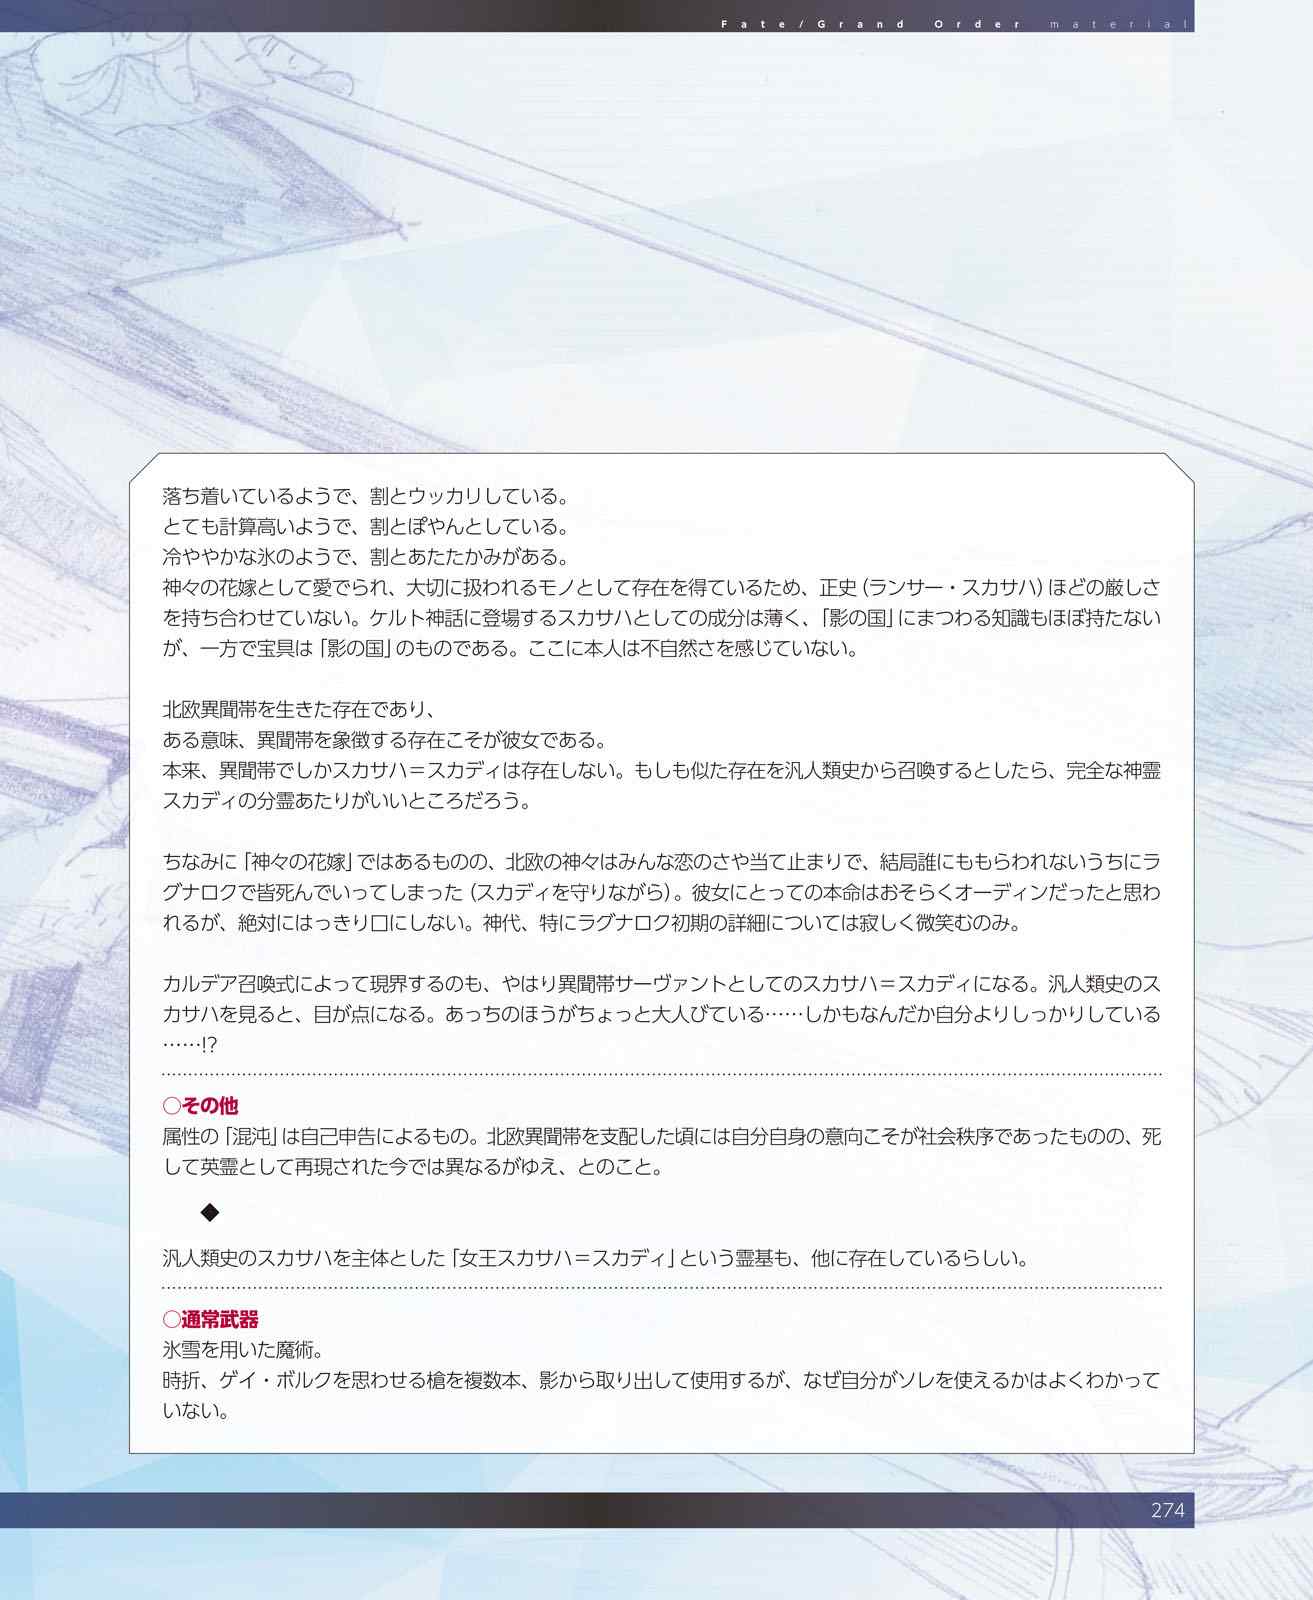 Fate/Grand Order material
落ち着いているようで、割とウッカリしている。
とても計算高いようで、割とぽやんとしている。
冷ややかな氷のようで、割とあたたかみがある。
神々の花嫁として愛でられ、大切に扱われるモノとして存在を得ているため、正史（ランサー・スカサハ）ほどの厳しさ
を持ち合わせていない。ケルト神話に登場するスカサハとしての成分は薄く、「影の国」にまつわる知識もほぼ持たない
が、一方で宝具は「影の国」のものである。ここに本人は不自然さを感じていない。
北欧異聞帯を生きた存在であり、
ある意味、異聞帯を象徴する存在こそが彼女である。
本来、異聞帯でしかスカサハ＝スカディは存在しない。もしも似た存在を汎人類史から召喚するとしたら、完全な神霊
スカディの分霊あたりがいいところだろう。
ちなみに「神々の花嫁」ではあるものの、北欧の神々はみんな恋のさや当て止まりで、結局誰にももらわれないうちにラ
グナロクで皆死んでいってしまった（スカディを守りながら）。彼女にとっての本命はおそらくオーディンだったと思わ
れるが、絶対にはっきり口にしない。神代、特にラグナロク初期の詳細については寂しく微笑むのみ。
カルデア召喚式によって現界するのも、やはり異聞帯サーヴァントとしてのスカサハ＝スカディになる。汎人類史のス
カサハを見ると、目が点になる。あっちのほうがちょっと大人びている……しかもなんだか自分よりしっかりしている
……!?
○その他
属性の「混沌」は自己申告によるもの。北欧異聞帯を支配した頃には自分自身の意向こそが社会秩序であったものの、死
して英霊として再現された今では異なるがゆえ、とのこと。
◆
汎人類史のスカサハを主体とした「女王スカサハ＝スカディ」という霊基も、他に存在しているらしい。
○通常武器
氷雪を用いた魔術。
時折、ゲイ・ボルクを思わせる槍を複数本、影から取り出して使用するが、なぜ自分がソレを使えるかはよくわかって
いない。
274